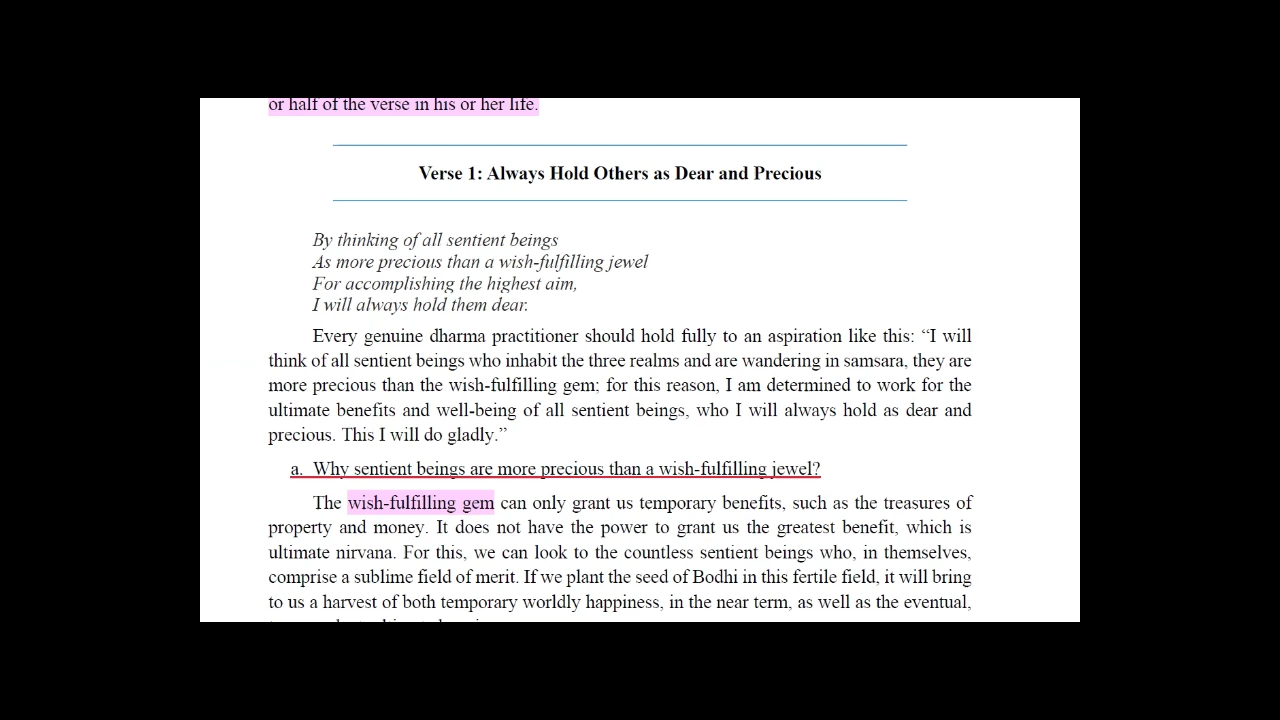 or half of the verse in his or her life.
Verse 1: Always Hold Others as Dear and Precious
By thinking of all sentient beings
As more precious than a wish-fulfilling jewel
For accomplishing the highest aim,
I will always hold them dear.
Every genuine dharma practitioner should hold fully to an aspiration like this: “I will
think of all sentient beings who inhabit the three realms and are wandering in samsara, they are
more precious than the wish-fulfilling gem; for this reason, I am determined to work for the
ultimate benefits and well-being of all sentient beings, who I will always hold as dear and
precious. This I will do gladly.”
a. Why sentient beings are more precious than a wish-fulfilling jewel?
The wish-fulfilling gem can only grant us temporary benefits, such as the treasures of
property and money. It does not have the power to grant us the greatest benefit, which is
ultimate nirvana. For this, we can look to the countless sentient beings who, in themselves,
comprise a sublime field of merit. If we plant the seed of Bodhi in this fertile field, it will bring
to us a harvest of both temporary worldly happiness, in the near term, as well as the eventual,